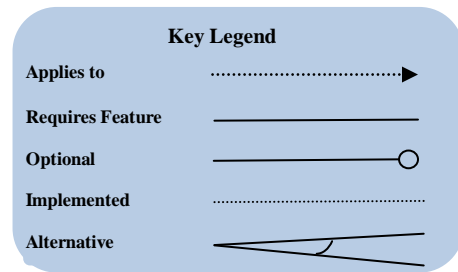 Key Legend
Applies to
Requires Feature
Optional
Implemented
Alternative